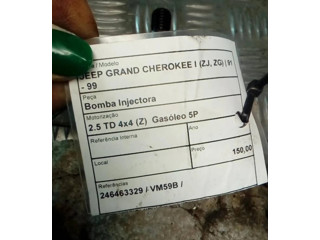 Modelo
JEEP GRAND CHEROKEE I (ZJ, ZG) | 91
- 99
Peça
Bomba Injectora
Motorização
2.5 TD 4x4 (Z) Gasóleo 5P
Referência Interna
Ano
Local
Preço
150,00
Referências
246463329 / VM59B /